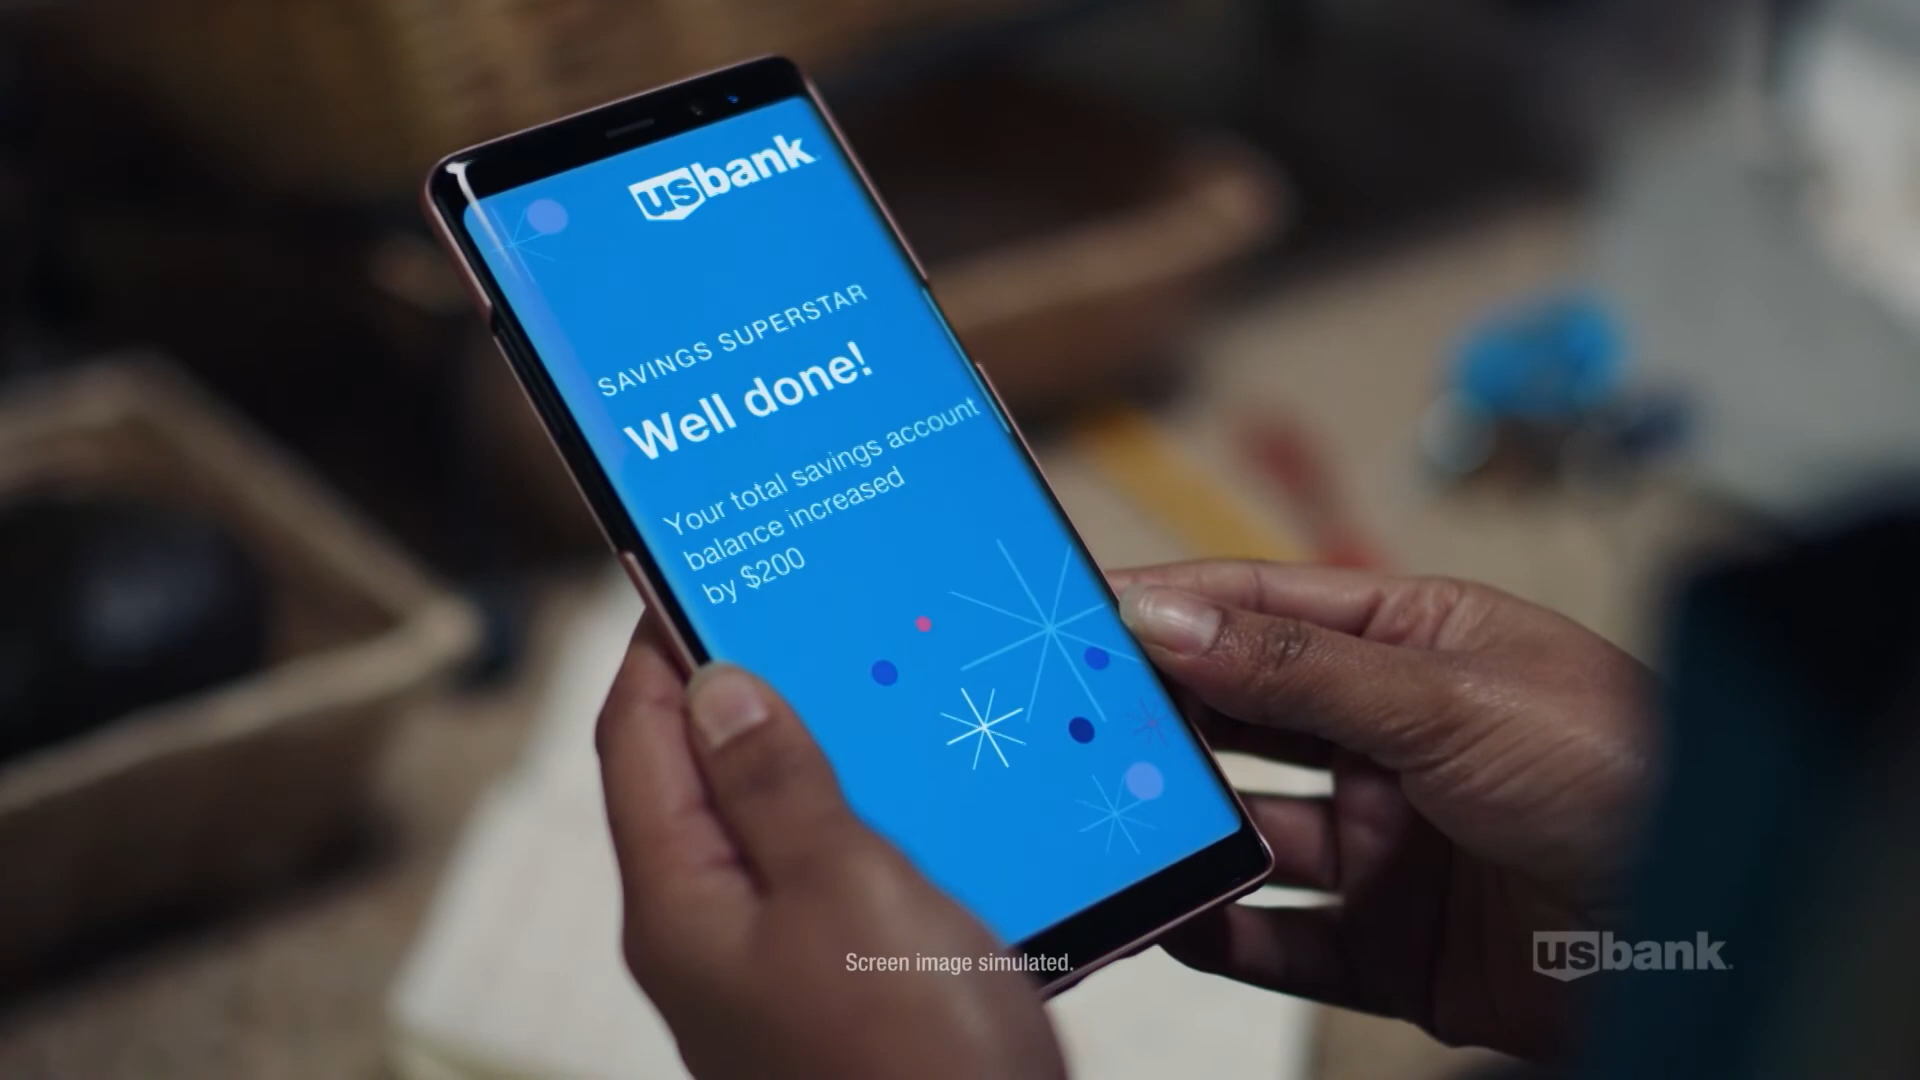 usbank
SAVINGS SUPERSTAR
Well done!
Your total savings account
balance increased
by $200
Screen image simulated.
usbank